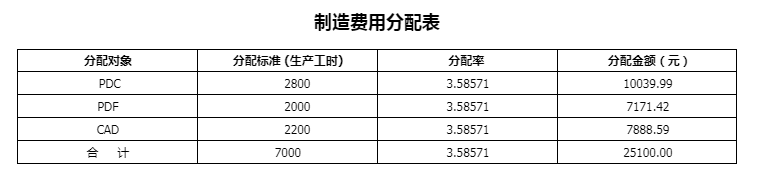 制造费用分配表
分配对象 分配标准 (生产工时) 分配率 分配金额（元）
PDC 2800 3.58571 10039.99
PDF 2000 3.58571 7171.42
CAD 2200 3.58571 7888.59
合 计 7000 3.58571 25100.00